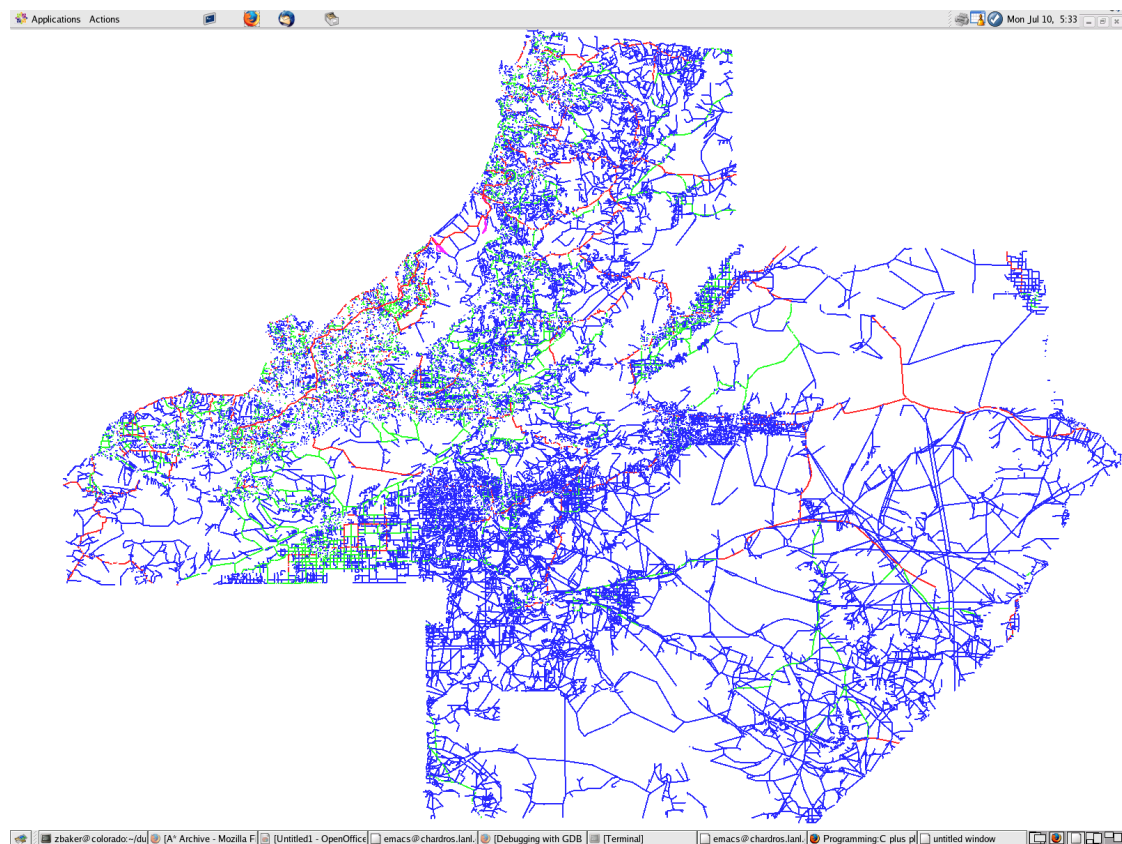 Applications Actions Mon Jul 10, 5:33
zbaker@colorado:~/du [A* Archive - Mozilla F [Untitled1 - OpenOffice emacs@chardros.lanl. [Debugging with GDB [Terminal] emacs@chardros.lanl. Programming:C plus pl untitled window